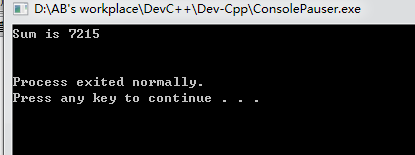 D:\AB's workplace\DevC++\Dev-Cpp\ConsolePauser.exe
Sum is 7215
Process exited normally.
Press any key to continue . . .